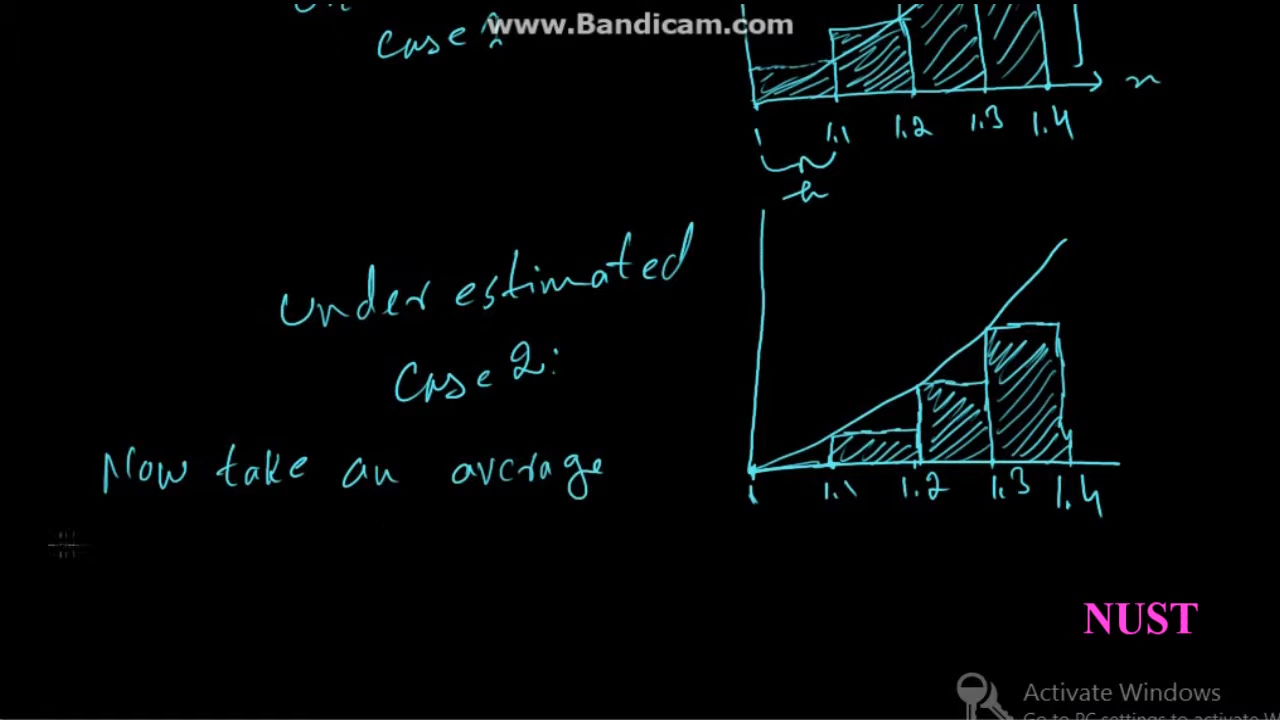 www.Bandicam.com
case
x
1 1.1 1.2 1.3 1.4
h
Under estimated
Case 2:
Now take an average
1 1.1 1.2 1.3 1.4
NUST
Activate Windows